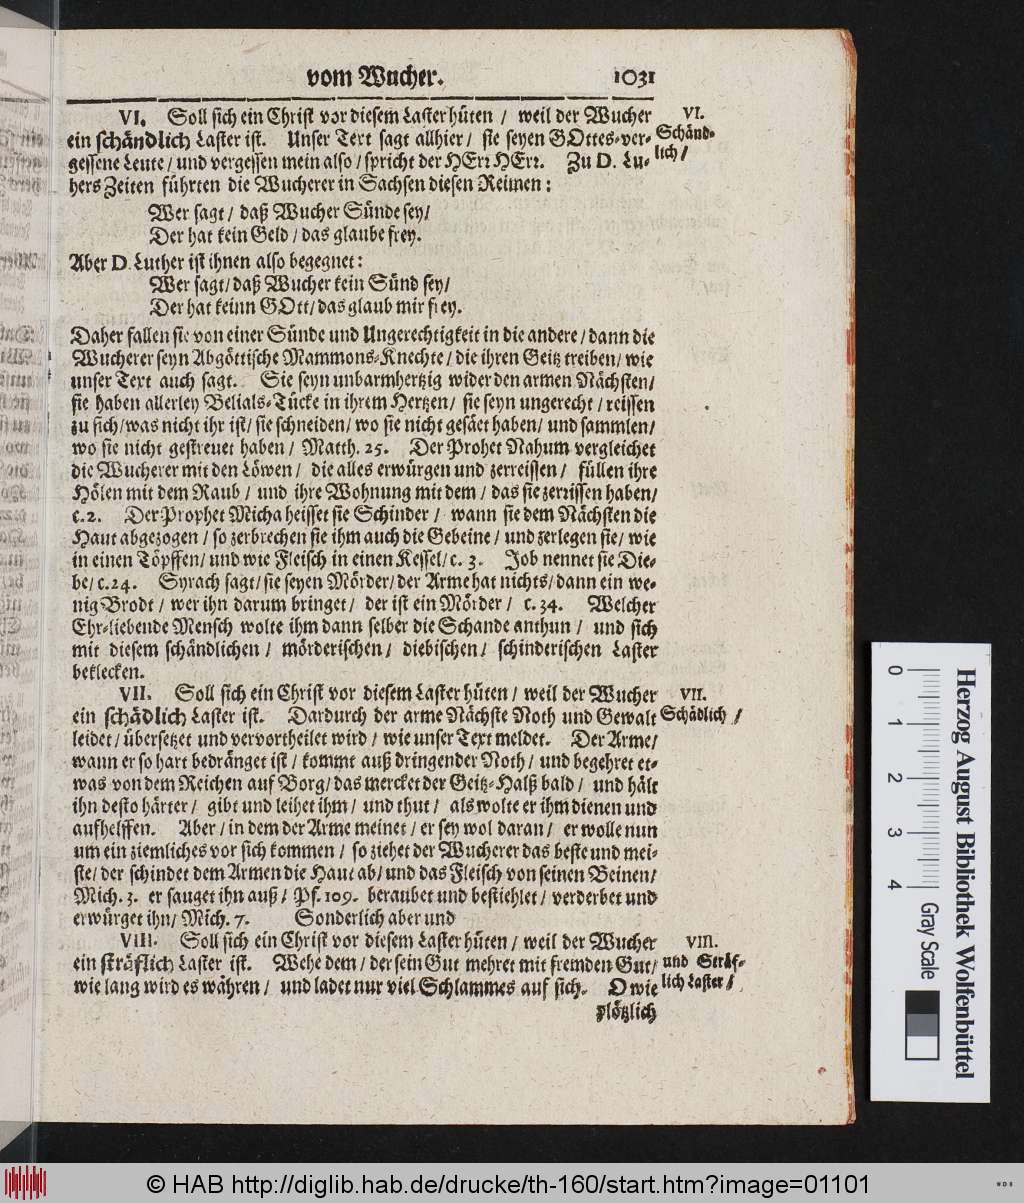 vom Wucher. 1031
VI. Soll sich ein Christ vor diesem Laster hüten / weil der Wucher
VI.
ein schändlich Laster ist. Unser Text sagt allhier / sie seyen GOttes-ver-
Schänd-
gessene Leute / und vergessen mein also / spricht der HErr HErr. Zu D. Lu-
lich /
hers Zeiten führten die Wucherer in Sachsen diesen Reimen:
Wer sagt / daß Wucher Sünde sey /
Der hat kein Geld / das glaube frey.
Aber D. Luther ist ihnen also begegnet:
Wer sagt / daß Wucher kein Sünd sey /
Der hat keinn GOtt / das glaub mir frey.
Daher fallen sie von einer Sünde und Ungerechtigkeit in die andere / dann die
Wucherer seyn Abgöttische Mammons-Knechte / die ihren Geitz treiben / wie
unser Text auch sagt. Sie seyn unbarmhertzig wider den armen Nächsten /
sie haben allerley Belials-Tücke in ihrem Hertzen / sie seyn ungerecht / reissen
zu sich / was nicht ihr ist / sie schneiden / wo sie nicht gesäet haben / und sammlen /
wo sie nicht gestreuet haben / Matth. 25. Der Prohet Nahum vergleichet
die Wucherer mit den Löwen / die alles erwürgen und zerreissen / füllen ihre
Hölen mit dem Raub / und ihre Wohnung mit dem / das sie zerrissen haben /
c. 2. Der Prophet Micha heisset sie Schinder / wann sie dem Nächsten die
Haut abgezogen / so zerbrechen sie ihm auch die Gebeine / und zerlegen sie / wie
in einen Töpffen / und wie Fleisch in einen Kessel / c. 3. Job nennet sie Die-
be / c. 24. Syrach sagt / sie seyen Mörder / der Arme hat nichts / dann ein we-
nig Brodt / wer ihn darum bringet / der ist ein Mörder / c. 34. Welcher
Ehr-liebende Mensch wolte ihm dann selber die Schande anthun / und sich
mit diesem schändlichen / mörderischen / diebischen / schinderischen Laster
beklecken.
VII. Soll sich ein Christ vor diesem Laster hüten / weil der Wucher
VII.
ein schädlich Laster ist. Dardurch der arme Nächste Noth und Gewalt
Schädlich /
leidet / übersetzet und vervortheilet wird / wie unser Text meldet. Der Arme /
wann er so hart bedränget ist / kommt auß dringender Noth / und begehret et-
was von dem Reichen auf Borg / das mercket der Geitz-Halß bald / und hält
ihn desto härter / gibt und leihet ihm / und thut / als wolte er ihm dienen und
aufhelffen. Aber / in dem der Arme meinet / er sey wol daran / er wolle nun
um ein ziemliches vor sich kommen / so ziehet der Wucherer das beste und mei-
ste / der schindet dem Armen die Haut ab / und das Fleisch von seinen Beinen /
Mich. 3. er sauget ihn auß / Ps. 109. beraubet und bestiehlet / verderbet und
erwürget ihn / Mich. 7. Sonderlich aber und
VIII. Soll sich ein Christ vor diesem Laster hüten / weil der Wucher
VIII.
ein sträflich Laster ist. Wehe dem / der sein Gut mehret mit fremden Gut /
und Sträf-
wie lang wird es währen / und ladet nur viel Schlammes auf sich. O wie
lich Laster /
plötzlich
0 1 2 3 4
Gray Scale
Herzog August Bibliothek Wolfenbüttel
© HAB http://diglib.hab.de/drucke/th-160/start.htm?image=01101